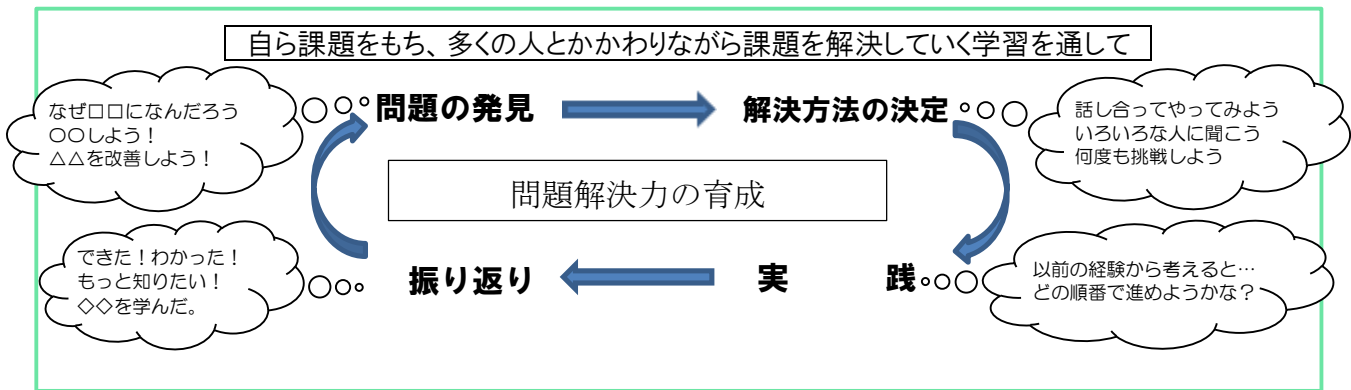 自ら課題をもち、多くの人とかかわりながら課題を解決していく学習を通して
なぜ□□になんだろう
○○しよう！
△△を改善しよう！
問題の発見
解決方法の決定
話し合ってやってみよう
いろいろな人に聞こう
何度も挑戦しよう
問題解決力の育成
できた！わかった！
もっと知りたい！
◇◇を学んだ。
振り返り
実　　践
以前の経験から考えると…
どの順番で進めようかな？